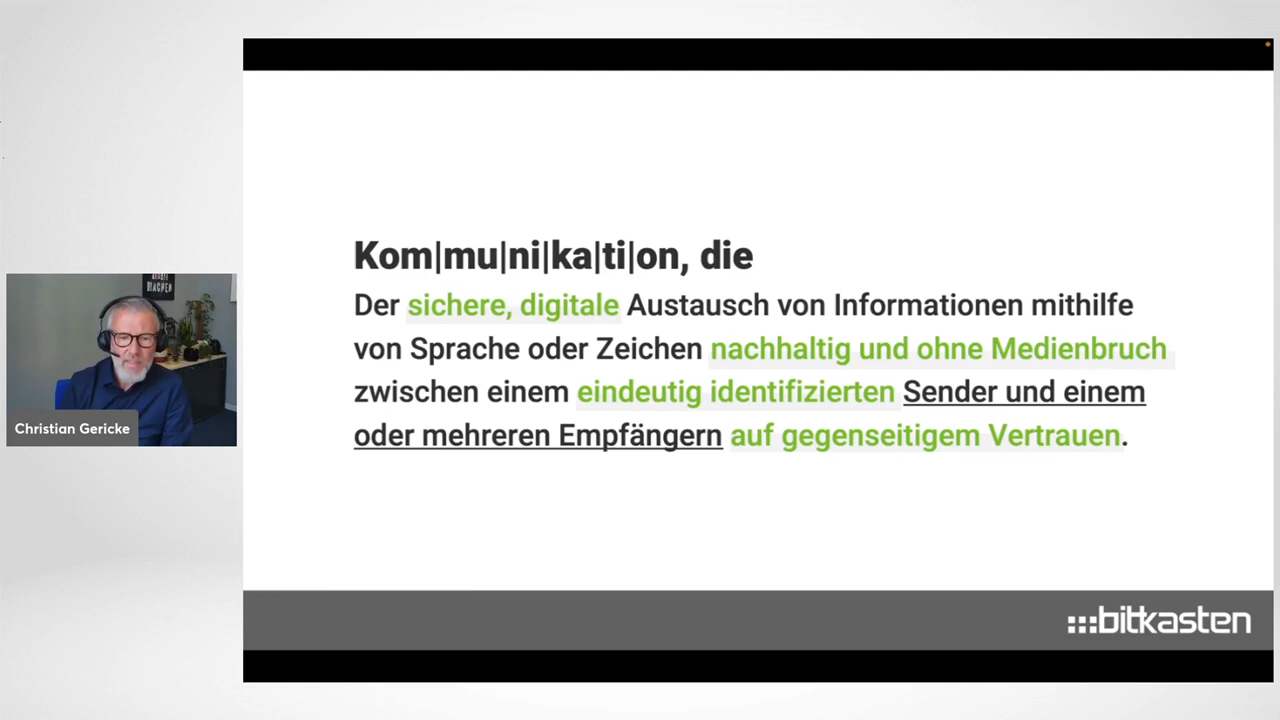 Kom|mu|ni|ka|ti|on, die
Der sichere, digitale Austausch von Informationen mithilfe
von Sprache oder Zeichen nachhaltig und ohne Medienbruch
zwischen einem eindeutig identifizierten Sender und einem
oder mehreren Empfängern auf gegenseitigem Vertrauen.
MACHEN
Christian Gericke
:::bitkasten